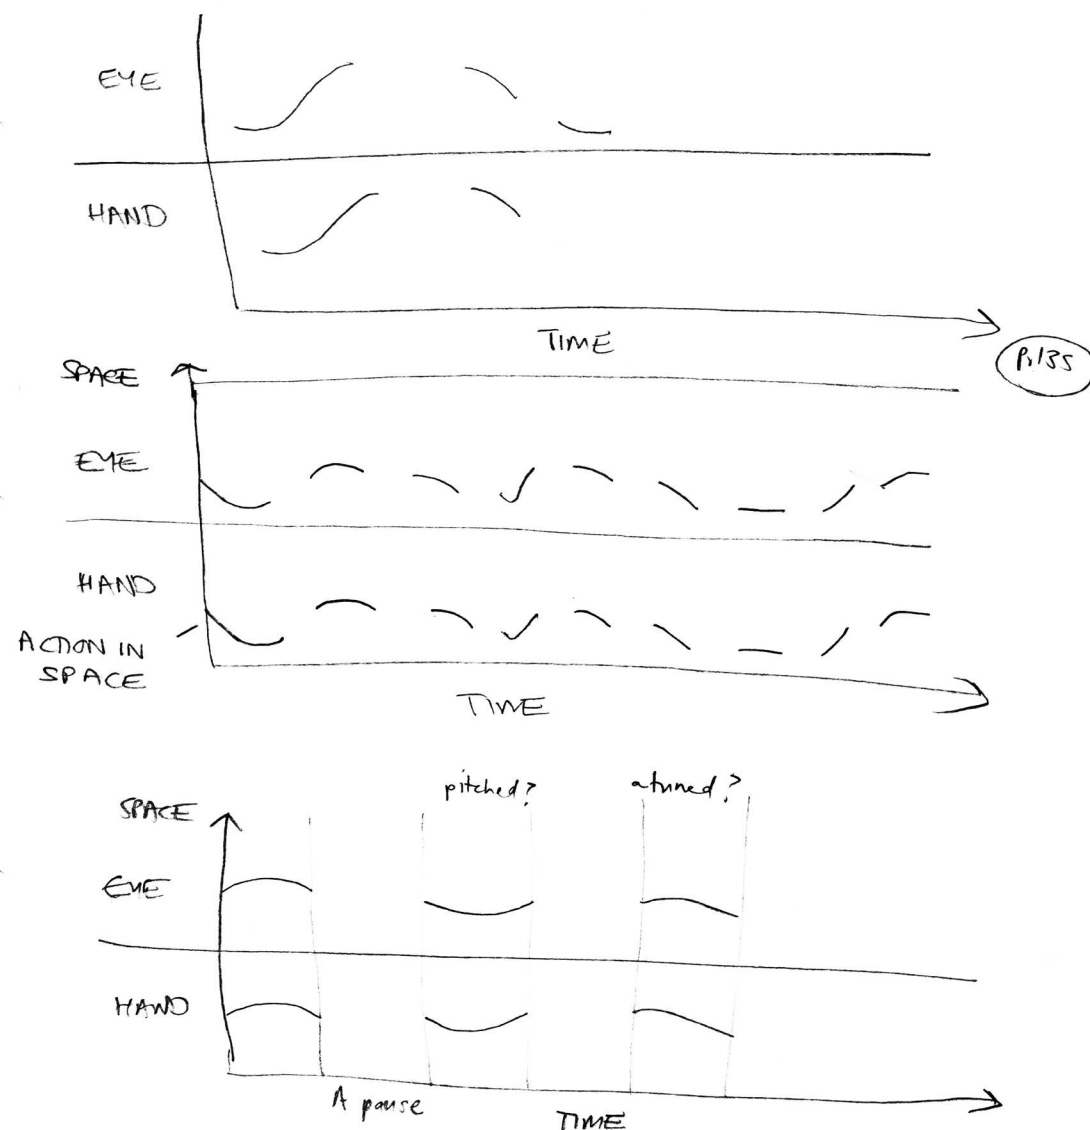 EYE
HAND
TIME
P.135
SPACE
EYE
HAND
ACTION IN
SPACE
TIME
pitched?
atuned?
SPACE
EYE
HAND
A pause
TIME